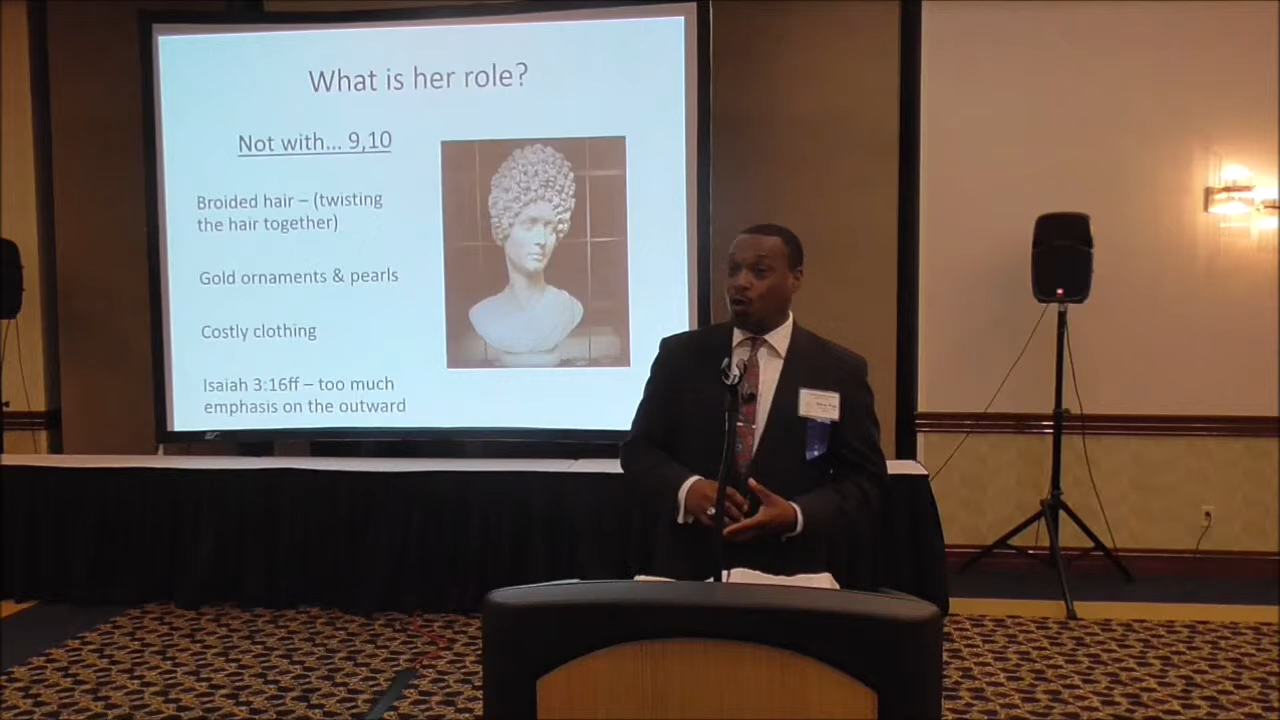 What is her role?
Not with... 9,10
Broided hair – (twisting
the hair together)
Gold ornaments & pearls
Costly clothing
Isaiah 3:16ff – too much
emphasis on the outward